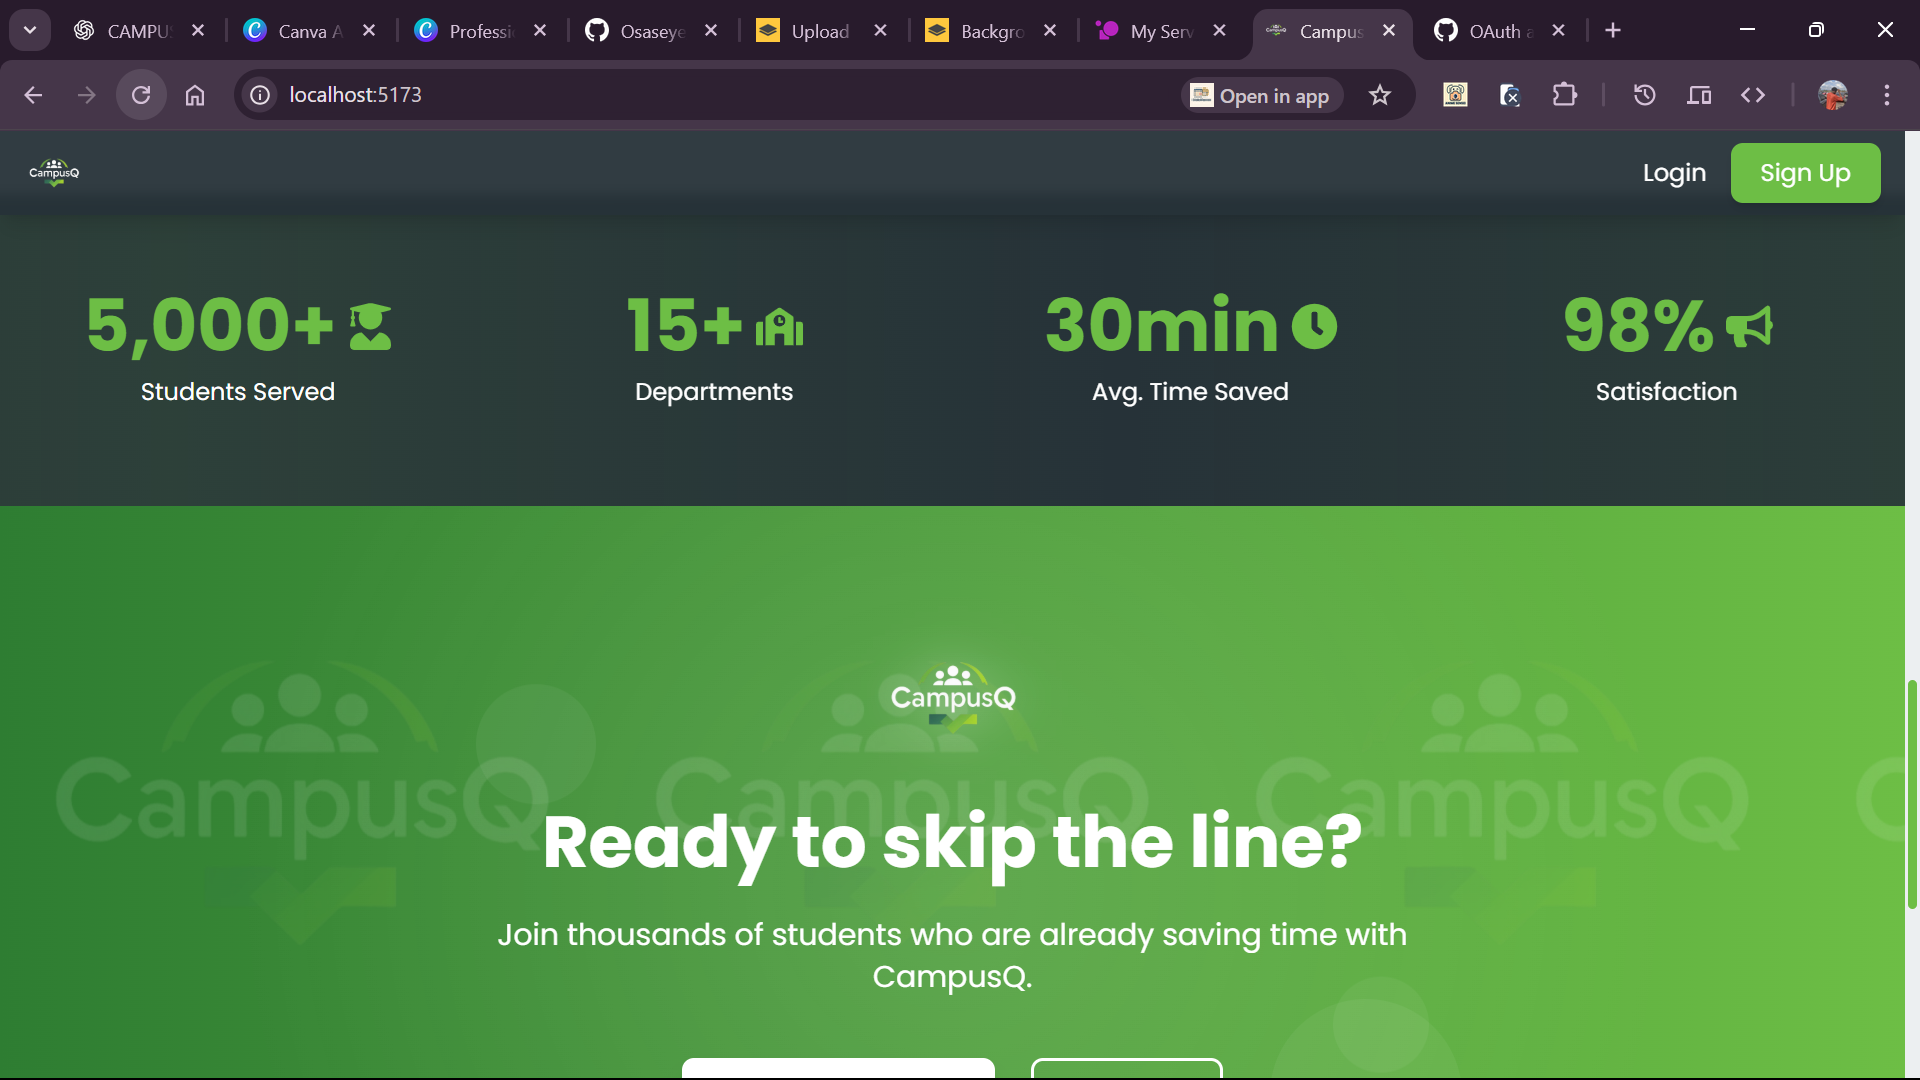 CAMPU
Canva A
Professi
Osaseye
Upload
Backgro
My Serv
Campus
OAuth a
localhost:5173
Open in app
CampusQ
Login
Sign Up
5,000+
15+
30min
98%
Students Served
Departments
Avg. Time Saved
Satisfaction
CampusQ
CampusQ
CampusQ
CampusQ
Ready to skip the line?
Join thousands of students who are already saving time with
CampusQ.